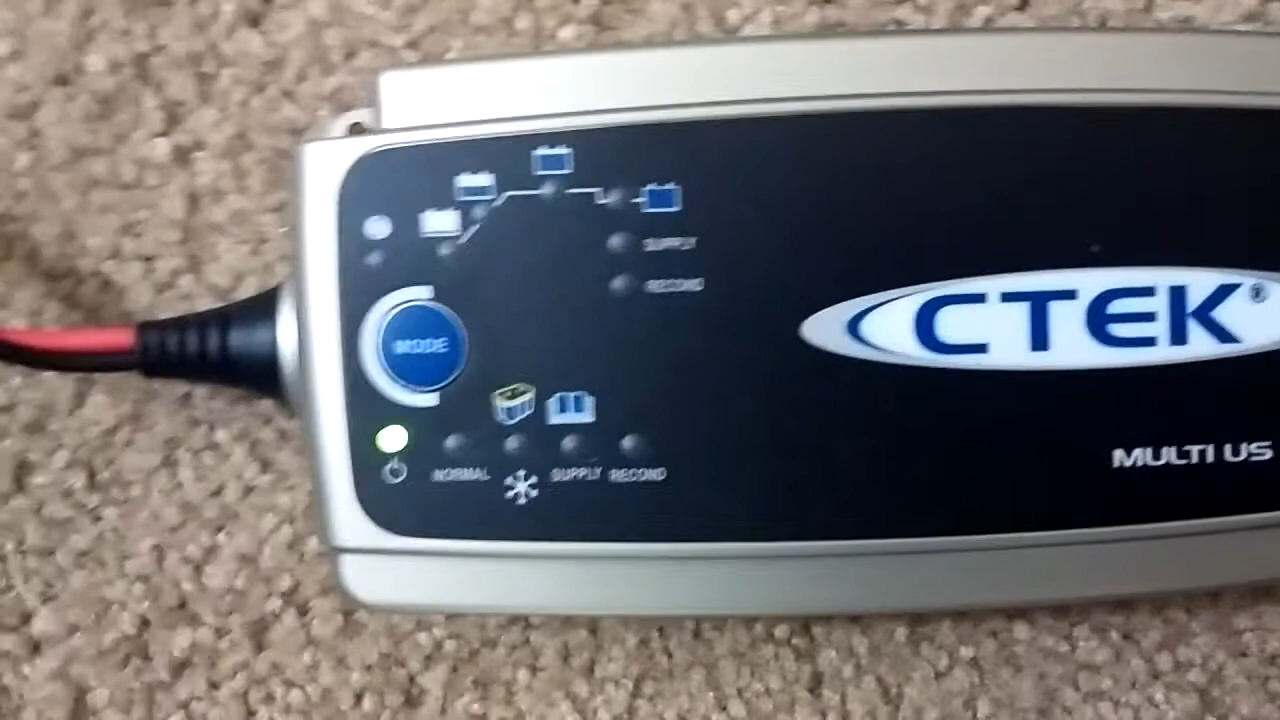 SUPPLY
RECOND
MODE
CTEK®
MULTI US
NORMAL
SUPPLY
RECOND